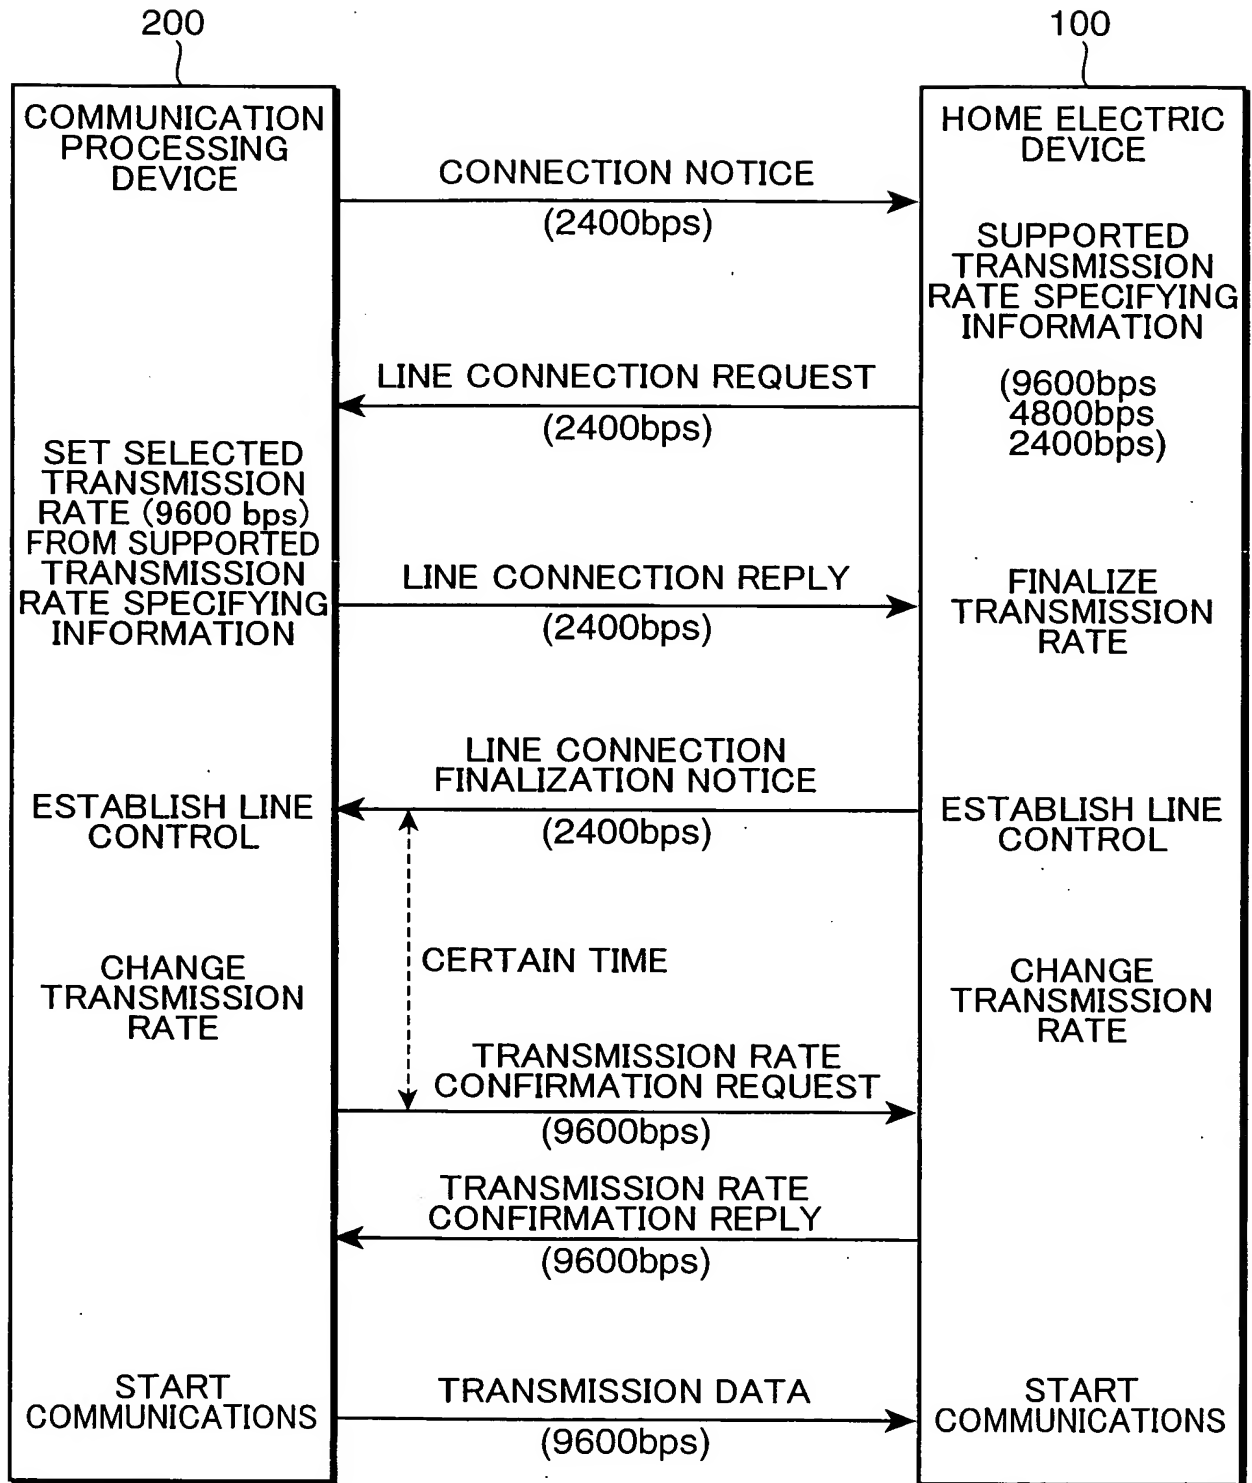 200
100
COMMUNICATION
PROCESSING
DEVICE
HOME ELECTRIC
DEVICE
CONNECTION NOTICE
(2400bps)
SUPPORTED
TRANSMISSION
RATE SPECIFYING
INFORMATION
(9600bps
4800bps
2400bps)
LINE CONNECTION REQUEST
(2400bps)
SET SELECTED
TRANSMISSION
RATE (9600 bps)
FROM SUPPORTED
TRANSMISSION
RATE SPECIFYING
INFORMATION
LINE CONNECTION REPLY
(2400bps)
FINALIZE
TRANSMISSION
RATE
LINE CONNECTION
FINALIZATION NOTICE
(2400bps)
ESTABLISH LINE
CONTROL
ESTABLISH LINE
CONTROL
CERTAIN TIME
CHANGE
TRANSMISSION
RATE
CHANGE
TRANSMISSION
RATE
TRANSMISSION RATE
CONFIRMATION REQUEST
(9600bps)
TRANSMISSION RATE
CONFIRMATION REPLY
(9600bps)
START
COMMUNICATIONS
TRANSMISSION DATA
(9600bps)
START
COMMUNICATIONS